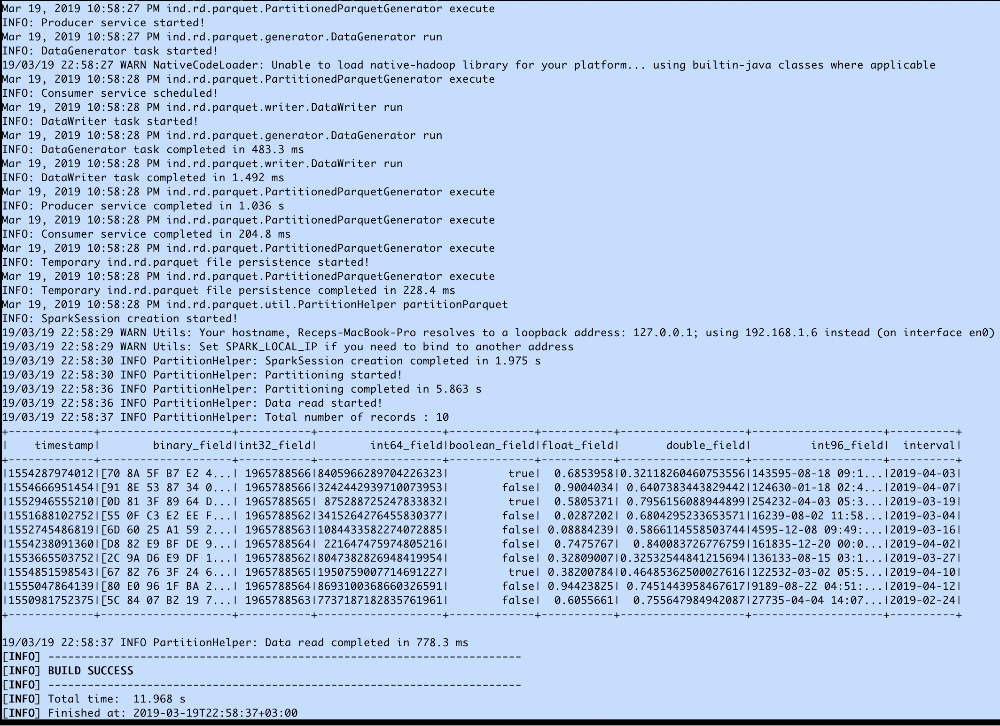 Mar 19, 2019 10:58:27 PM ind.rd.parquet.PartitionedParquetGenerator execute
INFO: Producer service started!
Mar 19, 2019 10:58:27 PM ind.rd.parquet.generator.DataGenerator run
INFO: DataGenerator task started!
19/03/19 22:58:27 WARN NativeCodeLoader: Unable to load native-hadoop library for your platform... using builtin-java classes where applicable
Mar 19, 2019 10:58:28 PM ind.rd.parquet.PartitionedParquetGenerator execute
INFO: Consumer service scheduled!
Mar 19, 2019 10:58:28 PM ind.rd.parquet.writer.DataWriter run
INFO: DataWriter task started!
Mar 19, 2019 10:58:28 PM ind.rd.parquet.generator.DataGenerator run
INFO: DataGenerator task completed in 483.3 ms
Mar 19, 2019 10:58:28 PM ind.rd.parquet.writer.DataWriter run
INFO: DataWriter task completed in 1.492 ms
Mar 19, 2019 10:58:28 PM ind.rd.parquet.PartitionedParquetGenerator execute
INFO: Producer service completed in 1.036 s
Mar 19, 2019 10:58:28 PM ind.rd.parquet.PartitionedParquetGenerator execute
INFO: Consumer service completed in 204.8 ms
Mar 19, 2019 10:58:28 PM ind.rd.parquet.PartitionedParquetGenerator execute
INFO: Temporary ind.rd.parquet file persistence started!
Mar 19, 2019 10:58:28 PM ind.rd.parquet.PartitionedParquetGenerator execute
INFO: Temporary ind.rd.parquet file persistence completed in 228.4 ms
Mar 19, 2019 10:58:28 PM ind.rd.parquet.util.PartitionHelper partitionParquet
INFO: SparkSession creation started!
19/03/19 22:58:29 WARN Utils: Your hostname, Receps-MacBook-Pro resolves to a loopback address: 127.0.0.1; using 192.168.1.6 instead (on interface en0)
19/03/19 22:58:29 WARN Utils: Set SPARK_LOCAL_IP if you need to bind to another address
19/03/19 22:58:30 INFO PartitionHelper: SparkSession creation completed in 1.975 s
19/03/19 22:58:30 INFO PartitionHelper: Partitioning started!
19/03/19 22:58:36 INFO PartitionHelper: Partitioning completed in 5.863 s
19/03/19 22:58:36 INFO PartitionHelper: Data read started!
19/03/19 22:58:37 INFO PartitionHelper: Total number of records : 10
+-------------+--------------------+-----------+-------------------+-------------+-----------+-------------------+--------------------+----------+
|    timestamp|        binary_field|int32_field|        int64_field|boolean_field|float_field|       double_field|         int96_field|  interval|
+-------------+--------------------+-----------+-------------------+-------------+-----------+-------------------+--------------------+----------+
|1554287974012|[70 8A 5F B7 E2 4...| 1965788566|8405966289704226323|         true|  0.6853958|0.32118260460753556|143595-08-18 09:1...|2019-04-03|
|1554666951454|[91 8E 53 87 34 0...| 1965788566|3242442939710073953|        false|  0.9004034| 0.6407383443829442|124630-01-18 02:4...|2019-04-07|
|1552946555210|[0D 81 3F 89 64 D...| 1965788565| 875288725247833832|         true|  0.5805371| 0.7956156088944899|254232-04-03 05:3...|2019-03-19|
|1551688102752|[55 0F C3 E2 EE F...| 1965788562|3415264276455830377|        false|  0.0287202| 0.6804295233653571|16239-08-02 11:58...|2019-03-04|
|1552745486819|[6D 60 25 A1 59 2...| 1965788563|1084433582274072885|        false| 0.08884239| 0.5866114558503744|4595-12-08 09:49:...|2019-03-16|
|1554238091360|[D8 82 E9 BF DE 9...| 1965788564| 221647475974805216|        false|  0.7475767|  0.840083726776759|161835-12-20 00:0...|2019-04-02|
|1553665503752|[2C 9A D6 E9 DF 1...| 1965788562|8047382826948419954|        false| 0.32809007|0.32532544841215694|136133-08-15 03:1...|2019-03-27|
|1554851598543|[67 82 76 3F 24 6...| 1965788565|1950759007714691227|         true| 0.38200784|0.46485362500027616|122532-03-02 05:5...|2019-04-10|
|1555047864139|[80 E0 96 1F BA 2...| 1965788564|8693100368660326591|        false| 0.94423825| 0.7451443958467617|9189-08-22 04:51:...|2019-04-12|
|1550981752375|[5C 84 07 B2 19 7...| 1965788563|7737187182835761961|        false|  0.6055661|  0.755647984942087|27735-04-04 14:07...|2019-02-24|
+-------------+--------------------+-----------+-------------------+-------------+-----------+-------------------+--------------------+----------+
19/03/19 22:58:37 INFO PartitionHelper: Data read completed in 778.3 ms
[INFO] ------------------------------------------------------------------------
[INFO] BUILD SUCCESS
[INFO] ------------------------------------------------------------------------
[INFO] Total time:  11.968 s
[INFO] Finished at: 2019-03-19T22:58:37+03:00